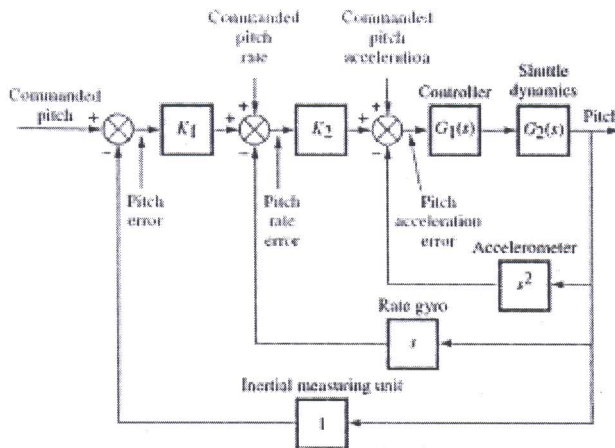 Commanded
pitch
rate
Commanded
pitch
acceleration
Controller
Shuttle
dynamics
Commanded
pitch
Pitch
+
−
K1
+
+
−
K2
+
+
−
G1(s)
G2(s)
Pitch
error
Pitch
rate
error
Pitch
acceleration
error
Accelerometer
s²
Rate gyro
s
Inertial measuring unit
1